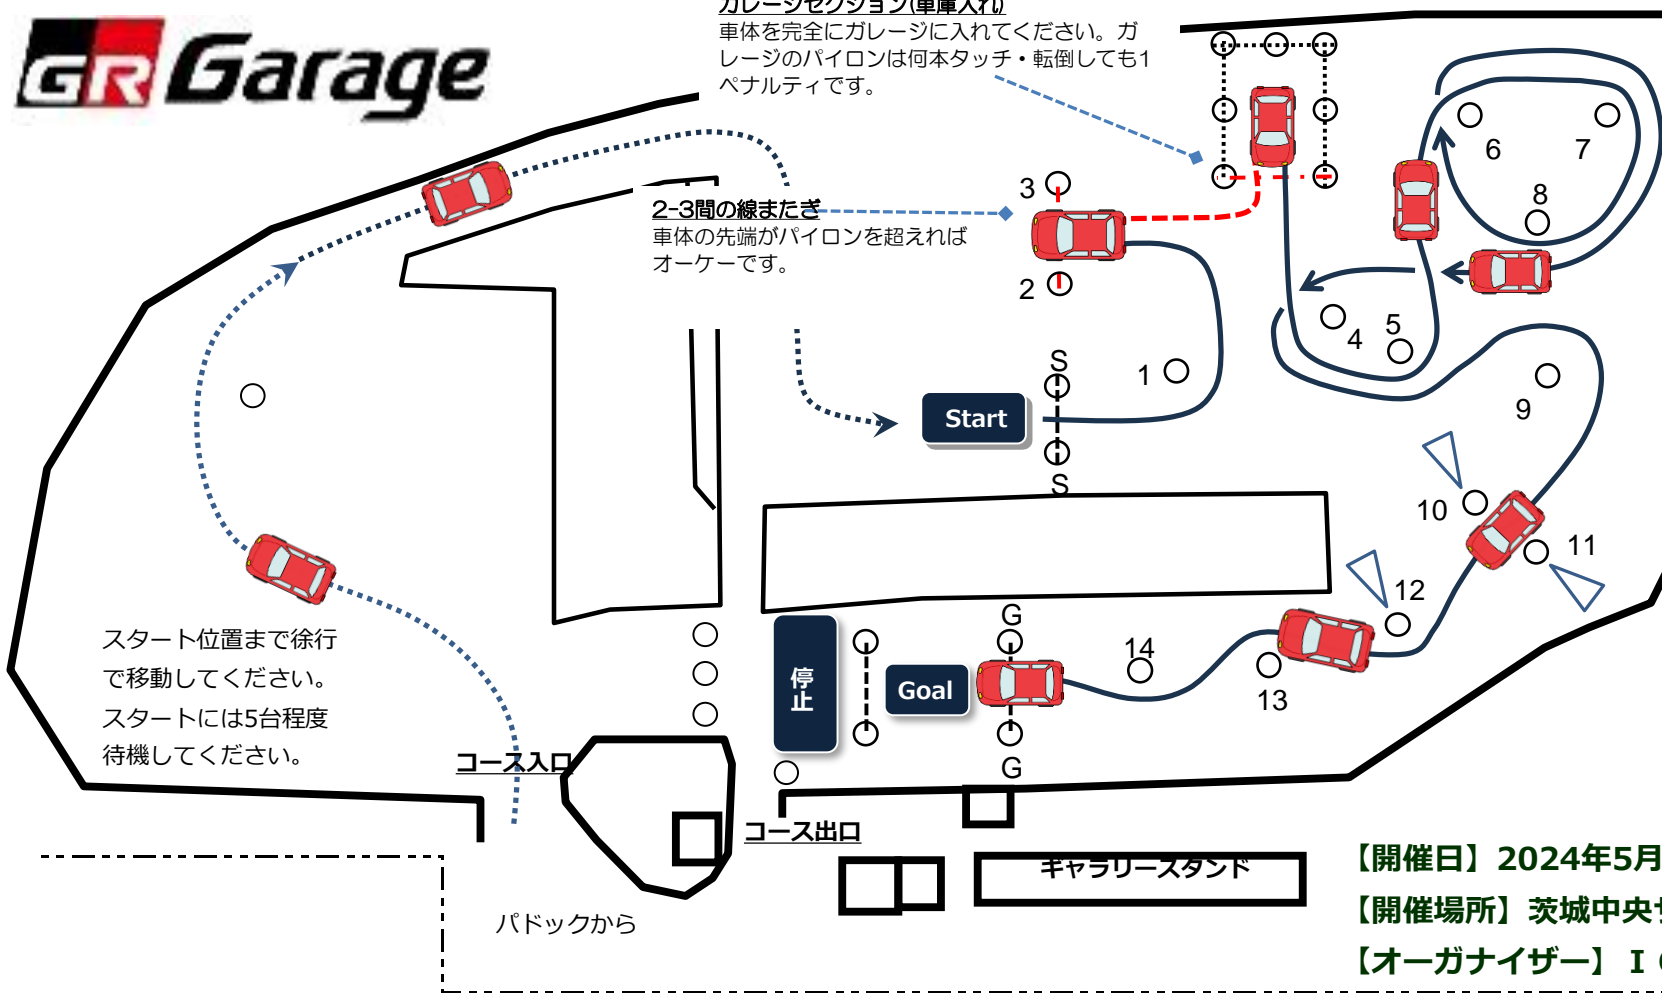 GR Garage
ガレージセクション(車庫入れ)
車体を完全にガレージに入れてください。ガ
レージのパイロンは何本タッチ・転倒しても1
ペナルティです。
2-3間の線またぎ
車体の先端がパイロンを超えれば
オーケーです。
3
2
6
7
8
4
5
1
S
Start
S
9
10
11
12
G
14
13
停止
Goal
G
スタート位置まで徐行
で移動してください。
スタートには5台程度
待機してください。
コース入口
コース出口
ギャラリースタンド
パドックから
【開催日】2024年5月
【開催場所】茨城中央サ
【オーガナイザー】I